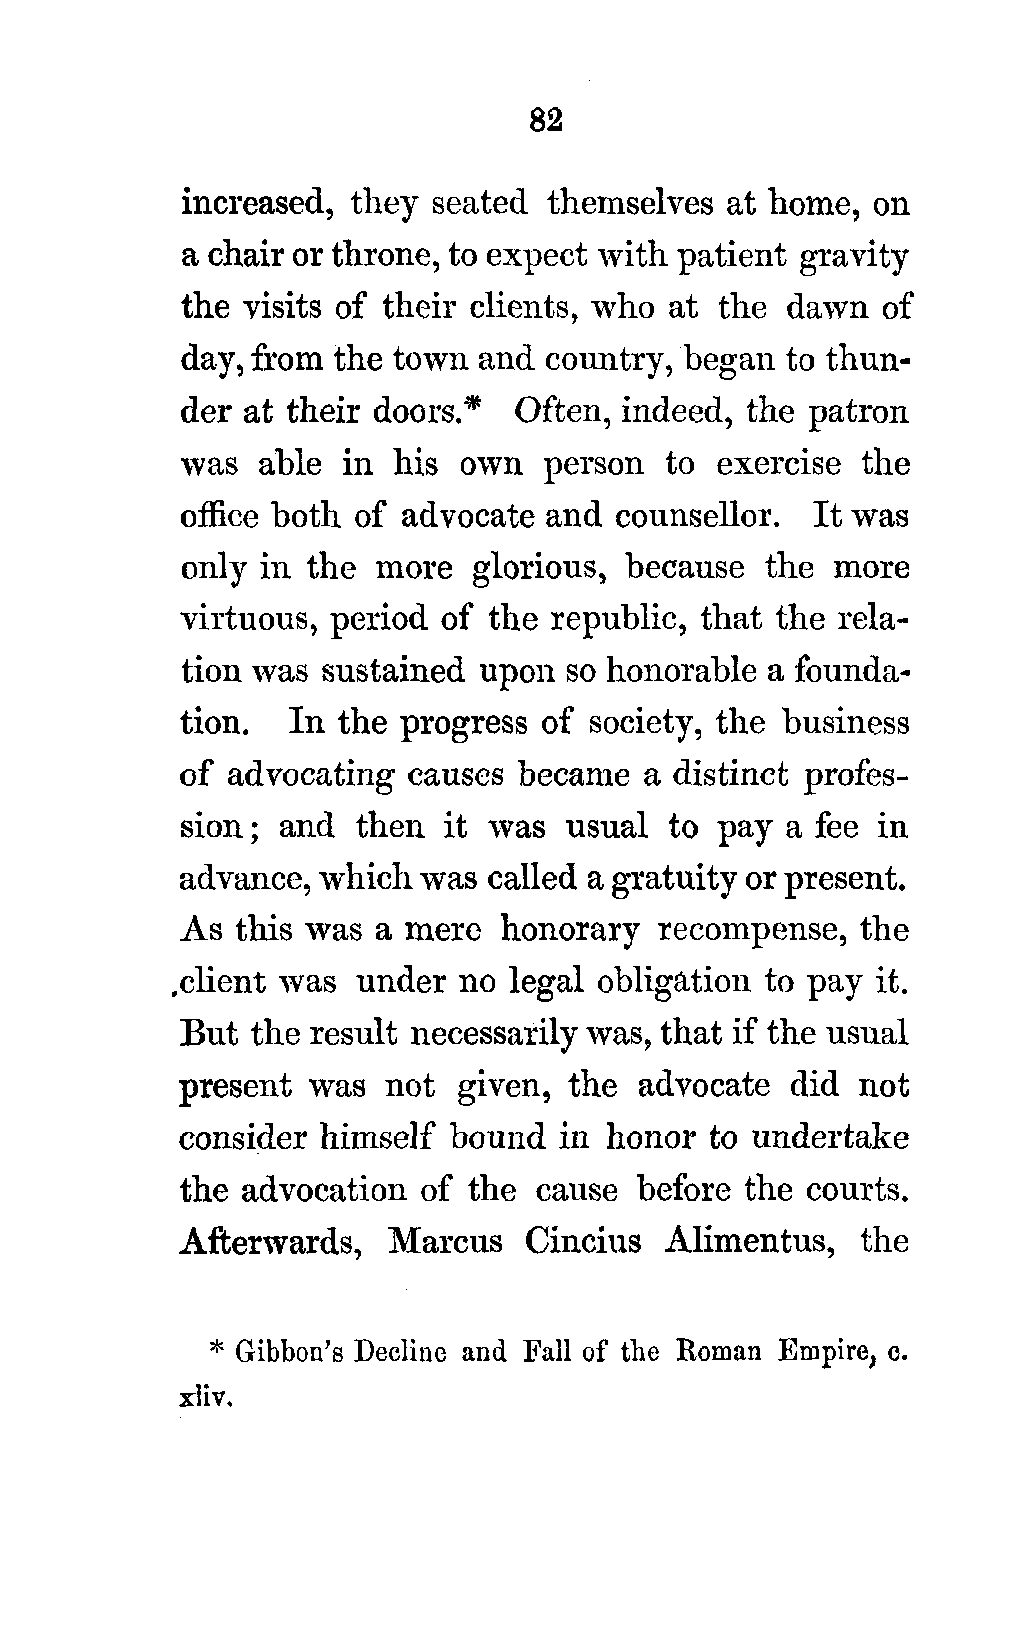 82
increased, they seated themselves at home, on
a chair or throne, to expect with patient gravity
the visits of their clients, who at the dawn of
day, from the town and country, began to thun-
der at their doors.* Often, indeed, the patron
was able in his own person to exercise the
office both of advocate and counsellor. It was
only in the more glorious, because the more
virtuous, period of the republic, that the rela-
tion was sustained upon so honorable a founda-
tion. In the progress of society, the business
of advocating causes became a distinct profes-
sion; and then it was usual to pay a fee in
advance, which was called a gratuity or present.
As this was a mere honorary recompense, the
client was under no legal obligation to pay it.
But the result necessarily was, that if the usual
present was not given, the advocate did not
consider himself bound in honor to undertake
the advocation of the cause before the courts.
Afterwards, Marcus Cincius Alimentus, the
* Gibbon's Decline and Fall of the Roman Empire, c.
xliv.